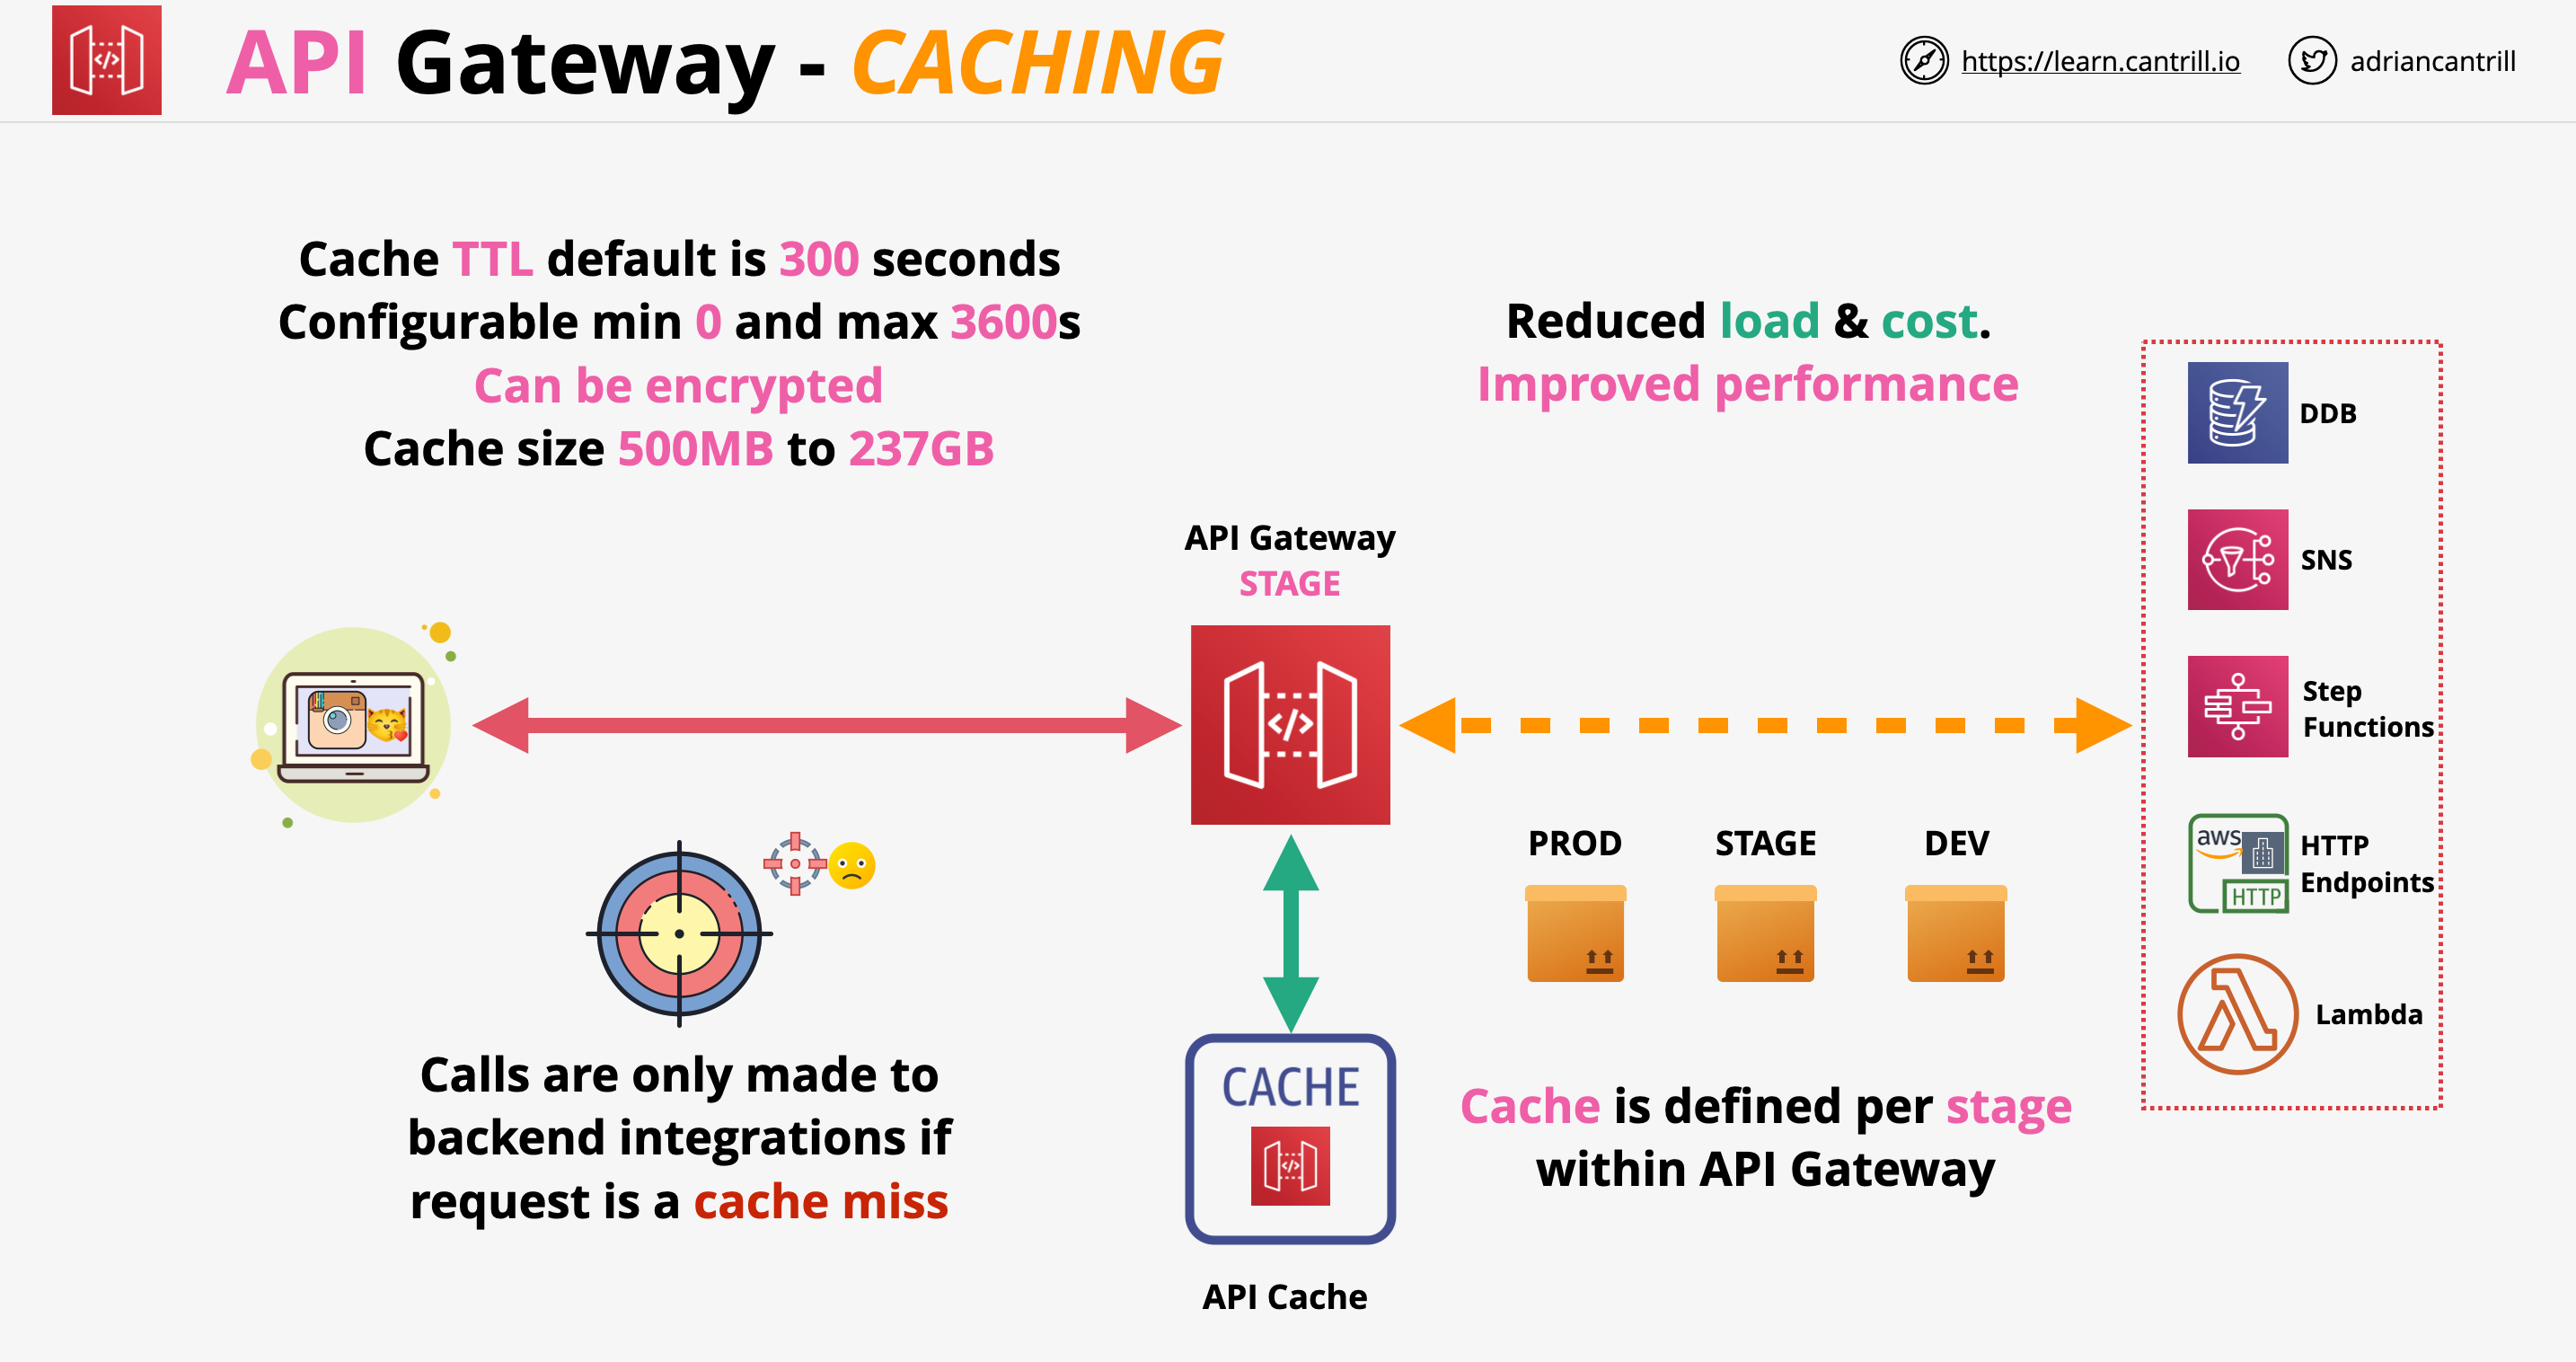 API Gateway - CACHING
https://learn.cantrill.io
adriancantrill
Cache TTL default is 300 seconds
Configurable min 0 and max 3600s
Can be encrypted
Cache size 500MB to 237GB
Reduced load & cost.
Improved performance
API Gateway
STAGE
DDB
SNS
Step
Functions
aws
HTTP
HTTP
Endpoints
Lambda
PROD
STAGE
DEV
Calls are only made to
backend integrations if
request is a cache miss
CACHE
API Cache
Cache is defined per stage
within API Gateway